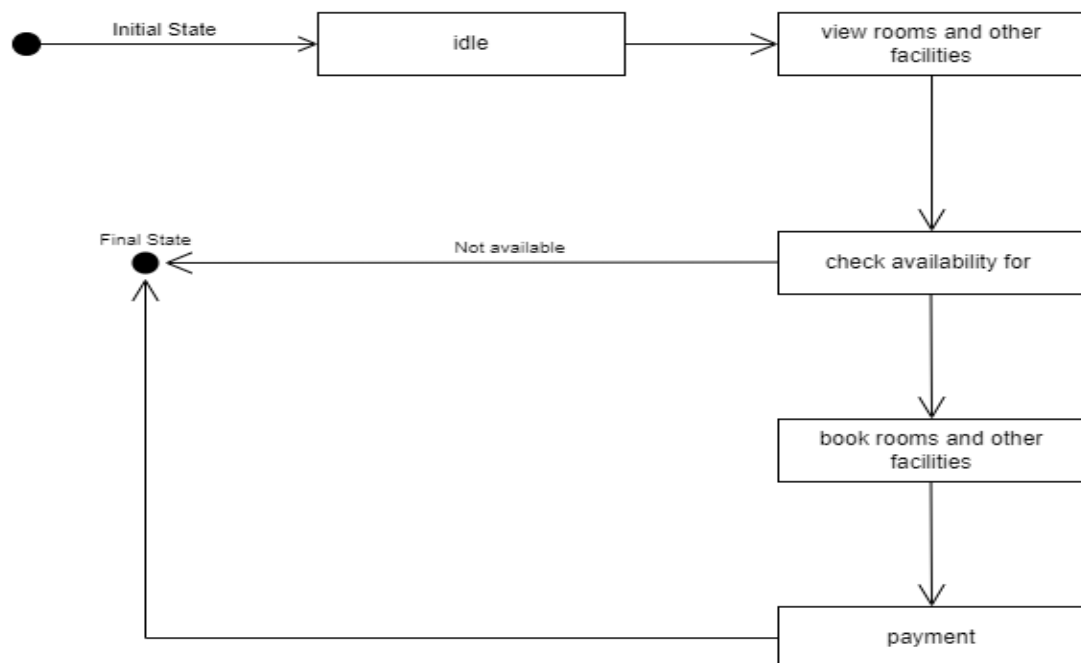 Initial State
idle
view rooms and other
facilities
Final State
Not available
check availability for
book rooms and other
facilities
payment